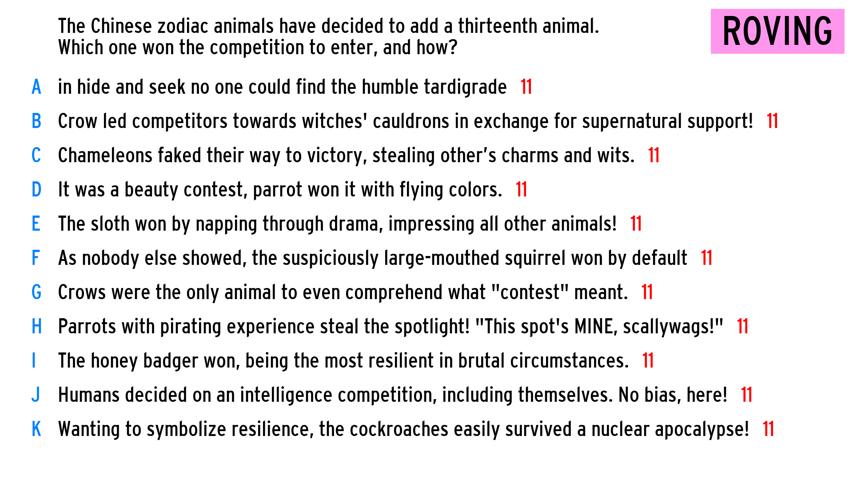 The Chinese zodiac animals have decided to add a thirteenth animal.
Which one won the competition to enter, and how?
ROVING
A in hide and seek no one could find the humble tardigrade 11
B Crow led competitors towards witches' cauldrons in exchange for supernatural support! 11
C Chameleons faked their way to victory, stealing other's charms and wits. 11
D It was a beauty contest, parrot won it with flying colors. 11
E The sloth won by napping through drama, impressing all other animals! 11
F As nobody else showed, the suspiciously large-mouthed squirrel won by default 11
G Crows were the only animal to even comprehend what "contest" meant. 11
H Parrots with pirating experience steal the spotlight! "This spot's MINE, scallywags!" 11
I The honey badger won, being the most resilient in brutal circumstances. 11
J Humans decided on an intelligence competition, including themselves. No bias, here! 11
K Wanting to symbolize resilience, the cockroaches easily survived a nuclear apocalypse! 11